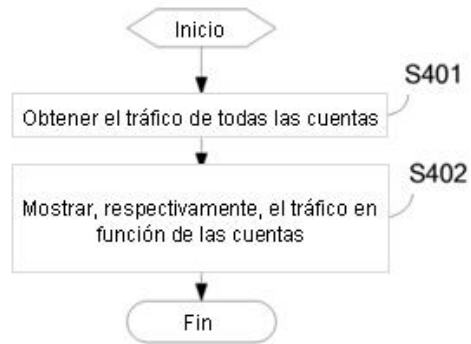 Inicio
S401
Obtener el tráfico de todas las cuentas
S402
Mostrar, respectivamente, el tráfico en
función de las cuentas
Fin